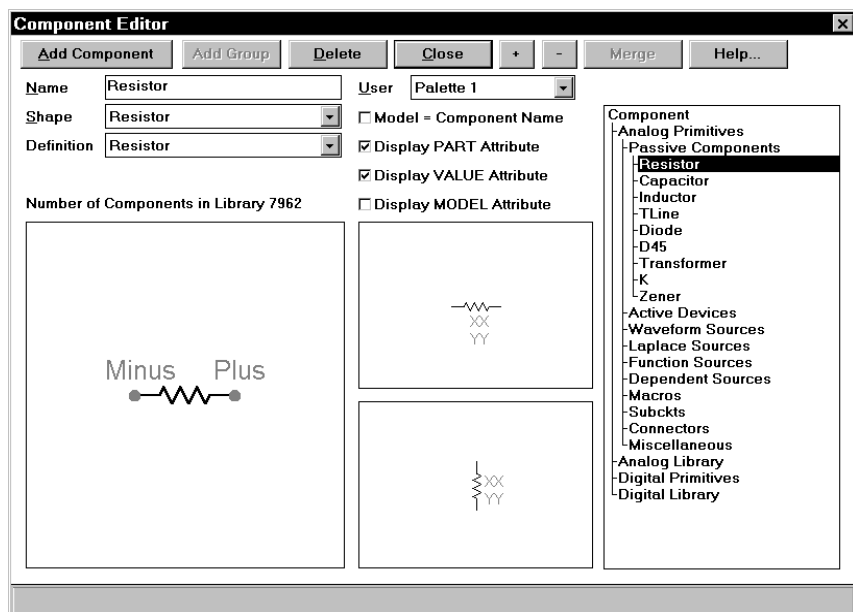 Component Editor
Add Component Add Group Delete Close + - Merge Help...
Name Resistor User Palette 1
Shape Resistor Model = Component Name
Definition Resistor Display PART Attribute
Display VALUE Attribute
Number of Components in Library 7962 Display MODEL Attribute
Minus Plus
XX
YY
XX
YY
Component
Analog Primitives
Passive Components
Resistor
Capacitor
Inductor
TLine
Diode
D45
Transformer
K
Zener
Active Devices
Waveform Sources
Laplace Sources
Function Sources
Dependent Sources
Macros
Subckts
Connectors
Miscellaneous
Analog Library
Digital Primitives
Digital Library